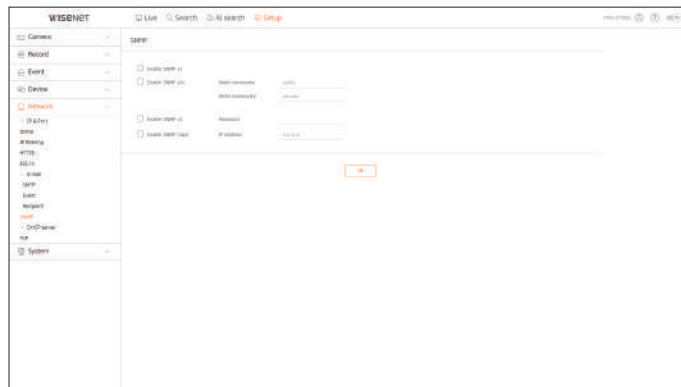 WISENET
Live Search AI search Setup
Camera
SNMP
Record
Enable SNMP v1
Event
Enable SNMP v2c Read community public
Write community private
Device
Network
Enable SNMP v3 Password
IP & Port
DDNS
Enable SNMP Traps IP address
IP filtering
HTTPS
802.1x
E-mail
OK
SMTP
Event
Recipient
SNMP
DHCP server
P2P
System